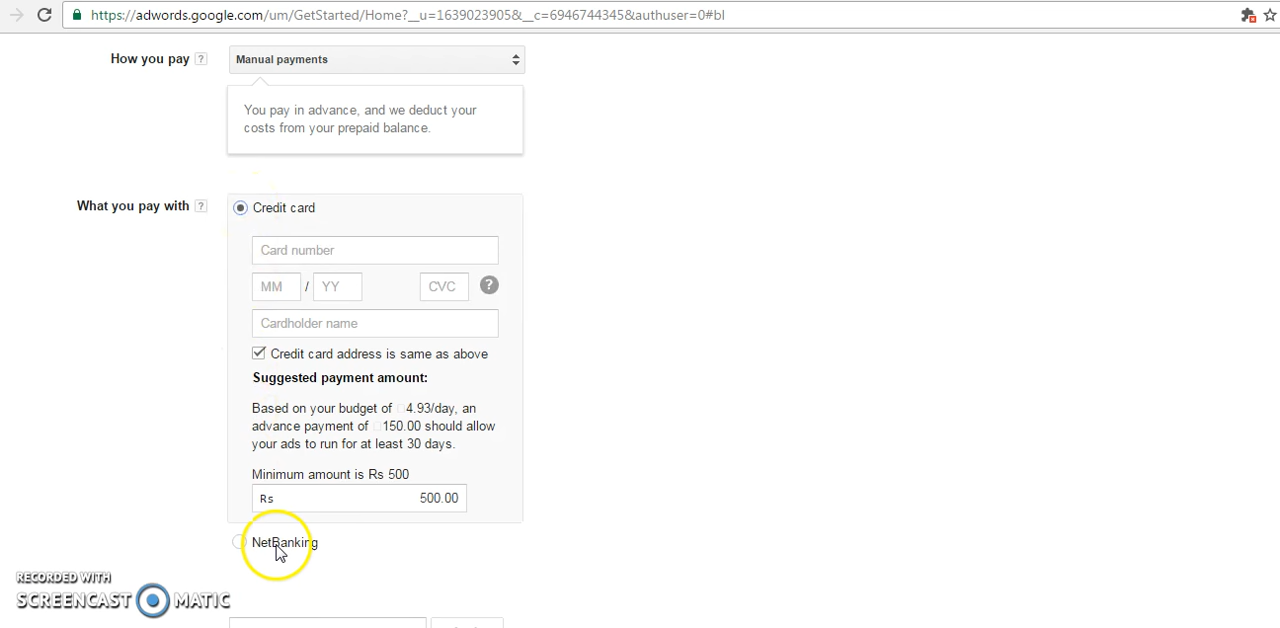 https://adwords.google.com/um/GetStarted/Home?__u=1639023905&__c=6946744345&authuser=0#bl
How you pay ? Manual payments
You pay in advance, and we deduct your
costs from your prepaid balance.
What you pay with ? Credit card
Card number
MM / YY CVC ?
Cardholder name
Credit card address is same as above
Suggested payment amount:
Based on your budget of 4.93/day, an
advance payment of 150.00 should allow
your ads to run for at least 30 days.
Minimum amount is Rs 500
Rs 500.00
NetBanking
RECORDED WITH
SCREENCAST MATIC